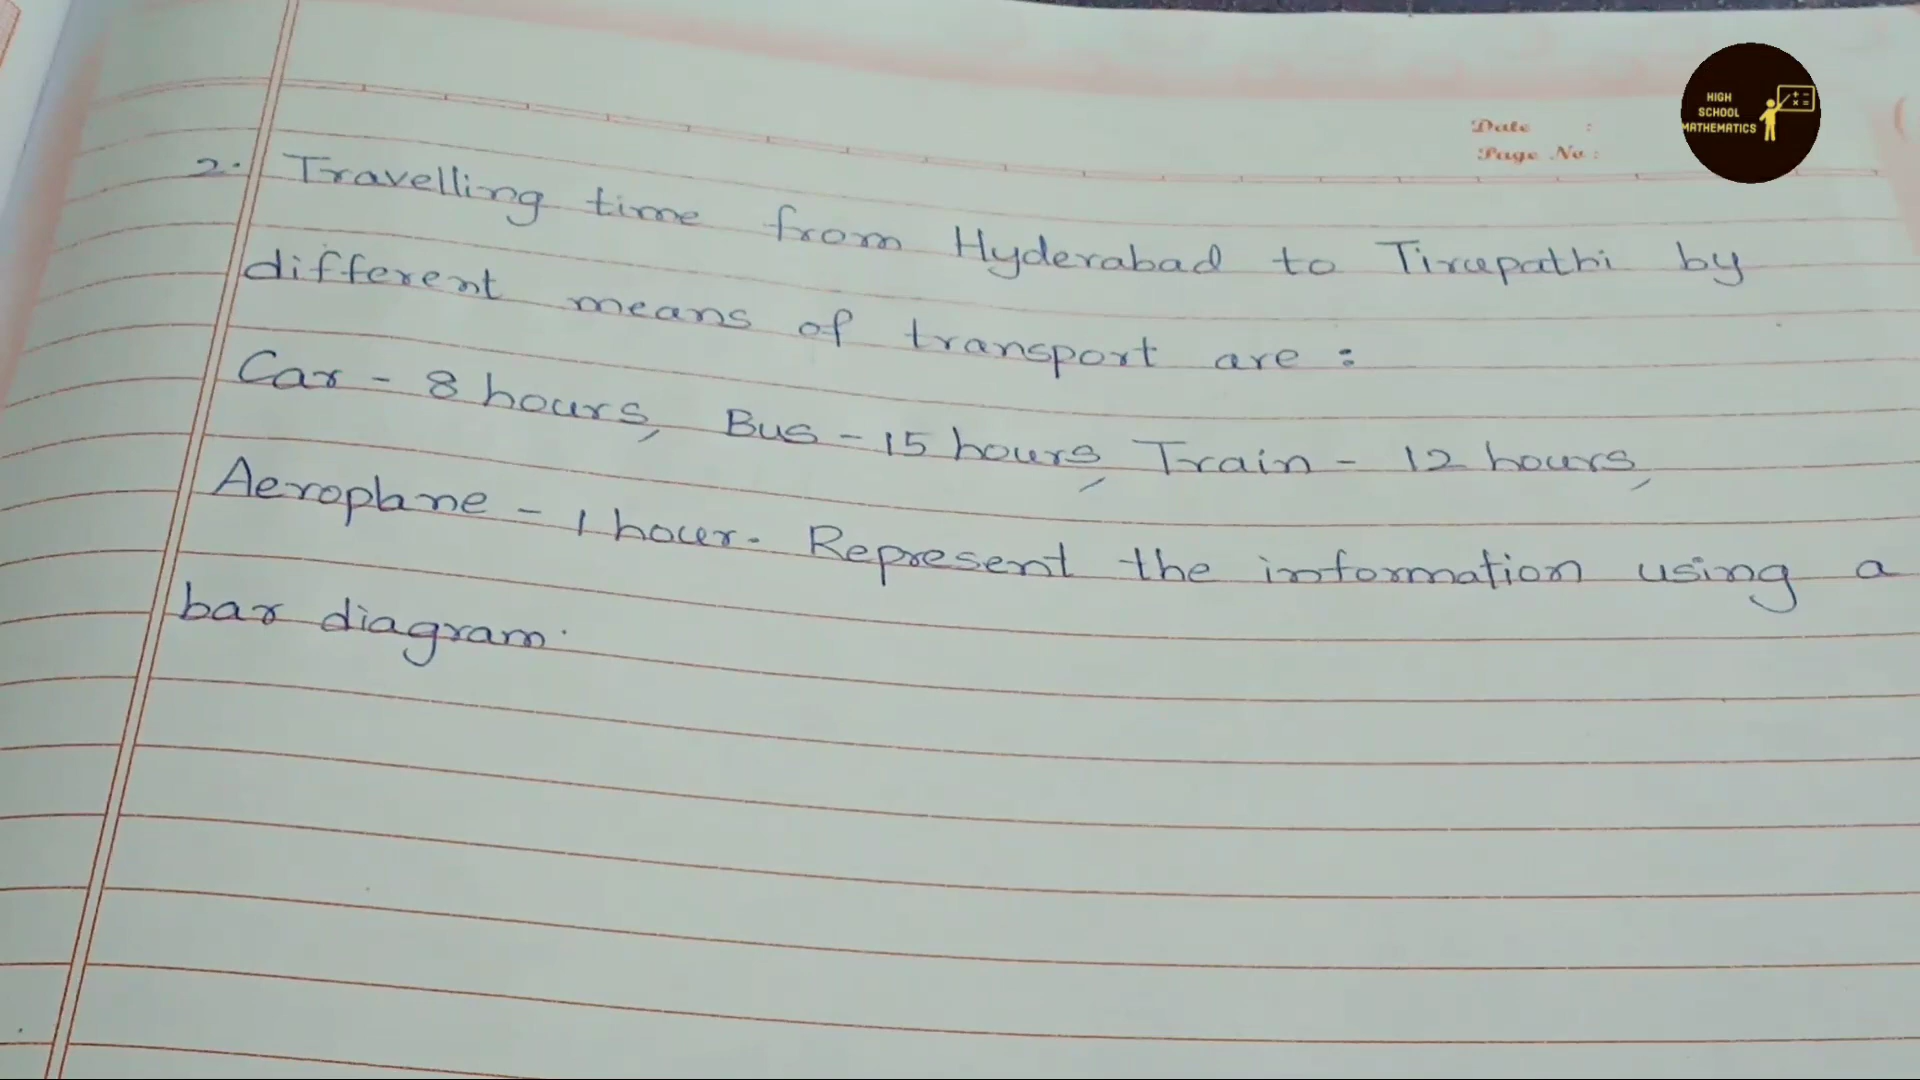 HIGH
SCHOOL
MATHEMATICS
Date :
Page No :
2. Travelling time from Hyderabad to Tirupathi by
different means of transport are :
Car - 8 hours, Bus - 15 hours, Train - 12 hours,
Aeroplane - 1 hour. Represent the information using a
bar diagram.